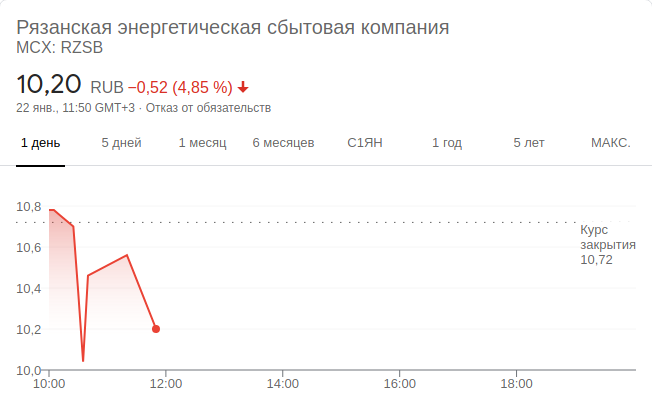 Рязанская энергетическая сбытовая компания
MCX: RZSB
10,20 RUB −0,52 (4,85 %)
22 янв., 11:50 GMT+3 · Отказ от обязательств
1 день 5 дней 1 месяц 6 месяцев С1ЯН 1 год 5 лет МАКС.
10,8
Курс
закрытия
10,72
10,6
10,4
10,2
10,0
10:00 12:00 14:00 16:00 18:00